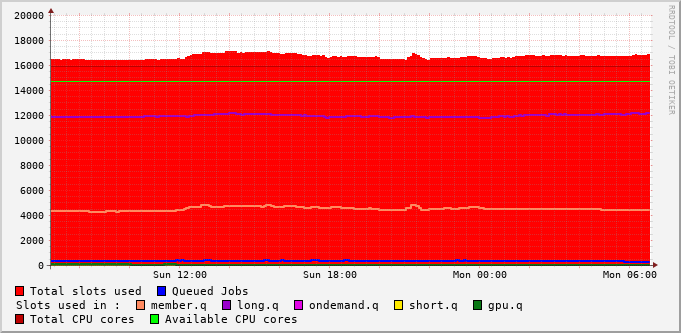 RRDTOOL / TOBI OETIKER
20000
18000
16000
14000
12000
10000
8000
6000
4000
2000
0
Sun 12:00 Sun 18:00 Mon 00:00 Mon 06:00
Total slots used Queued Jobs
Slots used in : member.q long.q ondemand.q short.q gpu.q
Total CPU cores Available CPU cores